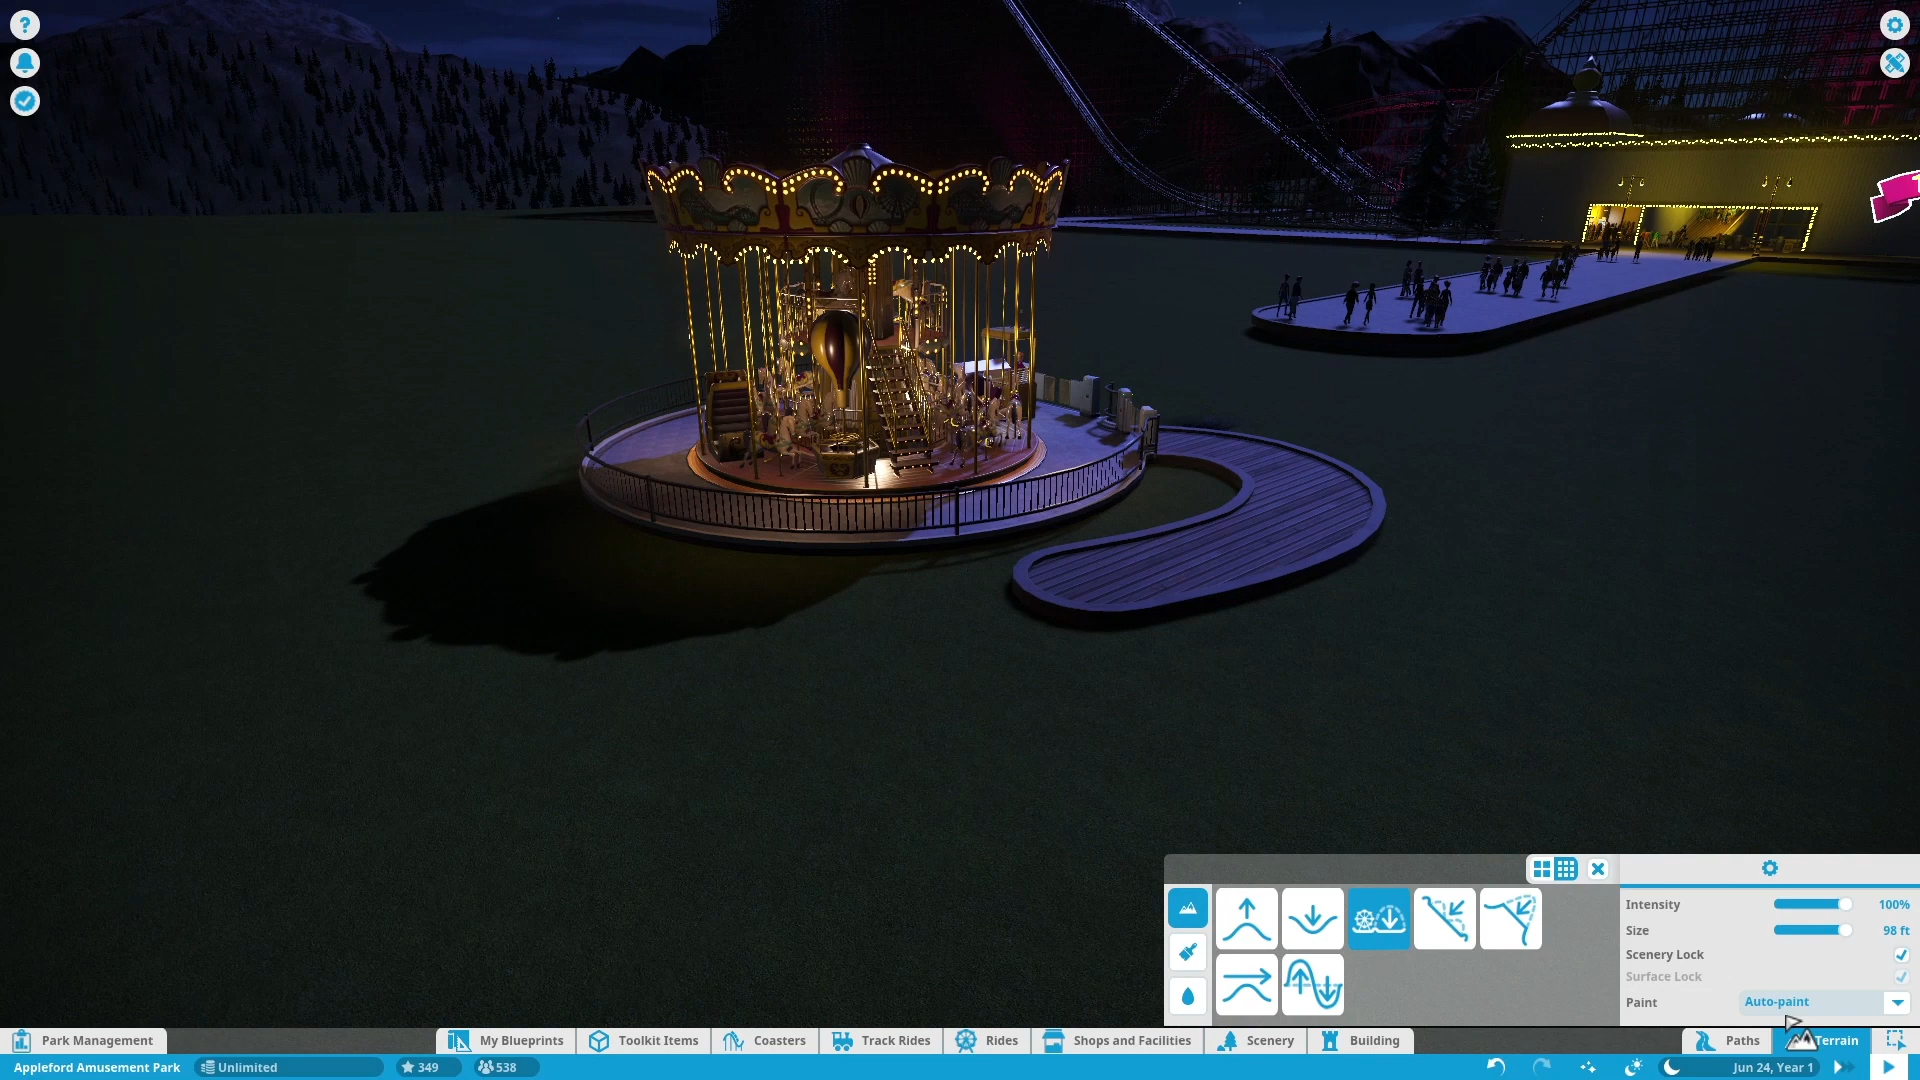 Intensity 100%
Size 98 ft
Scenery Lock
Surface Lock
Paint Auto-paint
Park Management
My Blueprints
Toolkit Items
Coasters
Track Rides
Rides
Shops and Facilities
Scenery
Building
Paths
Terrain
Appleford Amusement Park
Unlimited
349
538
Jun 24, Year 1